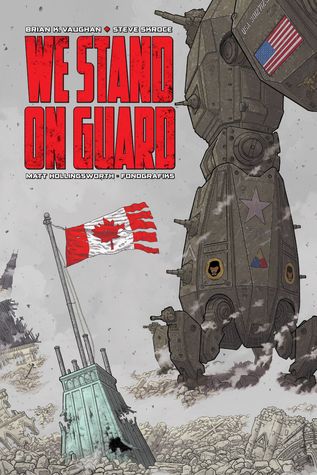 BRIAN K. VAUGHAN ♦ STEVE SKROCE
WE STAND
ON GUARD
MATT HOLLINGSWORTH • FONOGRAFIKS